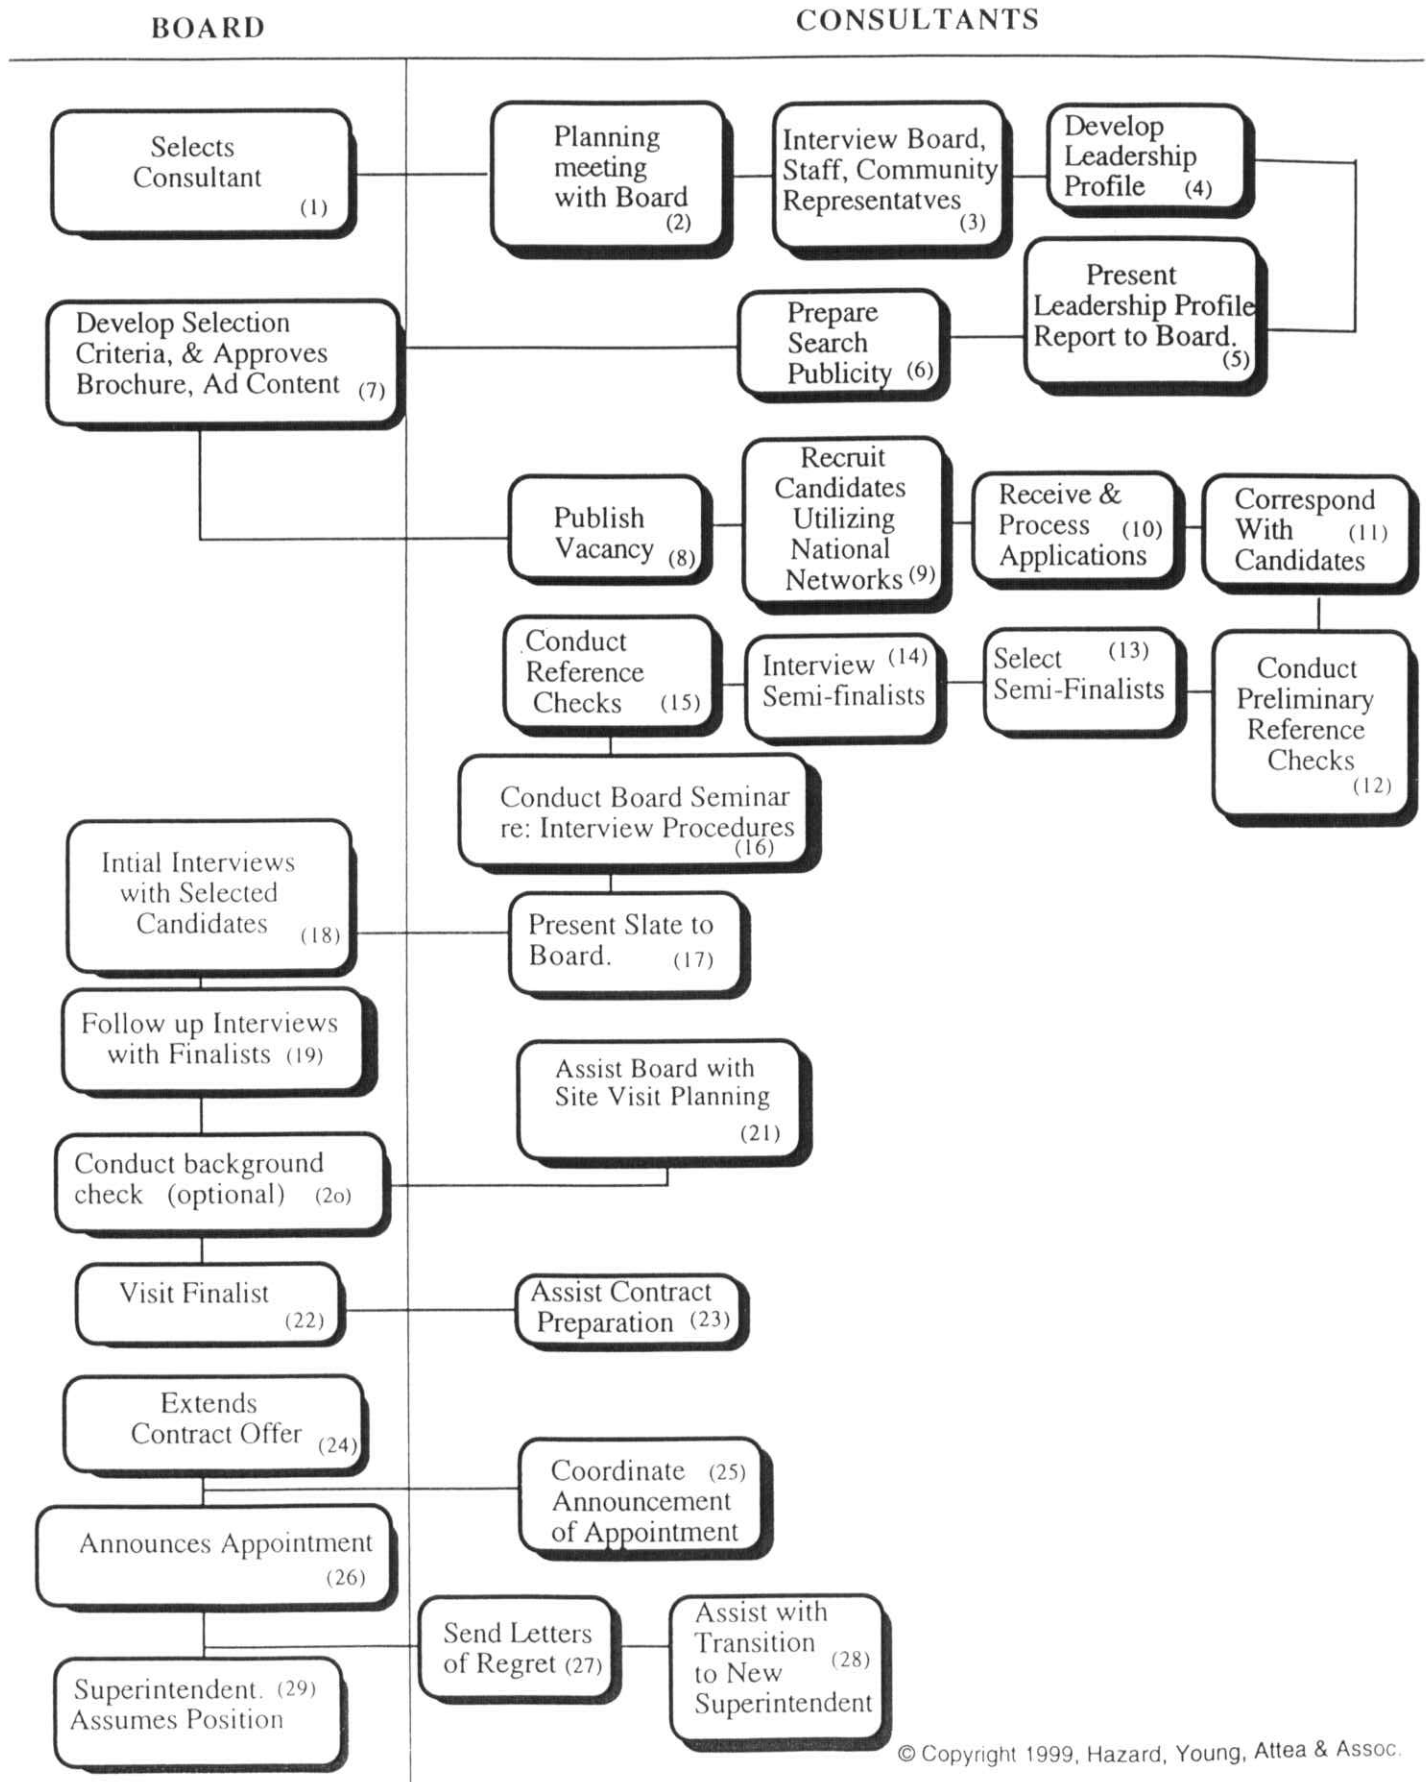 BOARD
CONSULTANTS
Selects
Consultant
(1)
Planning
meeting
with Board
(2)
Interview Board,
Staff, Community
Representatves
(3)
Develop
Leadership
Profile (4)
Present
Leadership Profile
Report to Board.
(5)
Prepare
Search
Publicity (6)
Develop Selection
Criteria, & Approves
Brochure, Ad Content (7)
Publish
Vacancy (8)
Recruit
Candidates
Utilizing
National
Networks (9)
Receive &
Process (10)
Applications
Correspond
With (11)
Candidates
Conduct
Preliminary
Reference
Checks
(12)
Select (13)
Semi-Finalists
Interview (14)
Semi-finalists
Conduct
Reference
Checks (15)
Conduct Board Seminar
re: Interview Procedures
(16)
Present Slate to
Board. (17)
Intial Interviews
with Selected
Candidates (18)
Follow up Interviews
with Finalists (19)
Conduct background
check (optional) (2o)
Assist Board with
Site Visit Planning
(21)
Visit Finalist
(22)
Assist Contract
Preparation (23)
Extends
Contract Offer (24)
Coordinate (25)
Announcement
of Appointment
Announces Appointment
(26)
Send Letters
of Regret (27)
Assist with
Transition
to New (28)
Superintendent
Superintendent. (29)
Assumes Position
© Copyright 1999, Hazard, Young, Attea & Assoc.